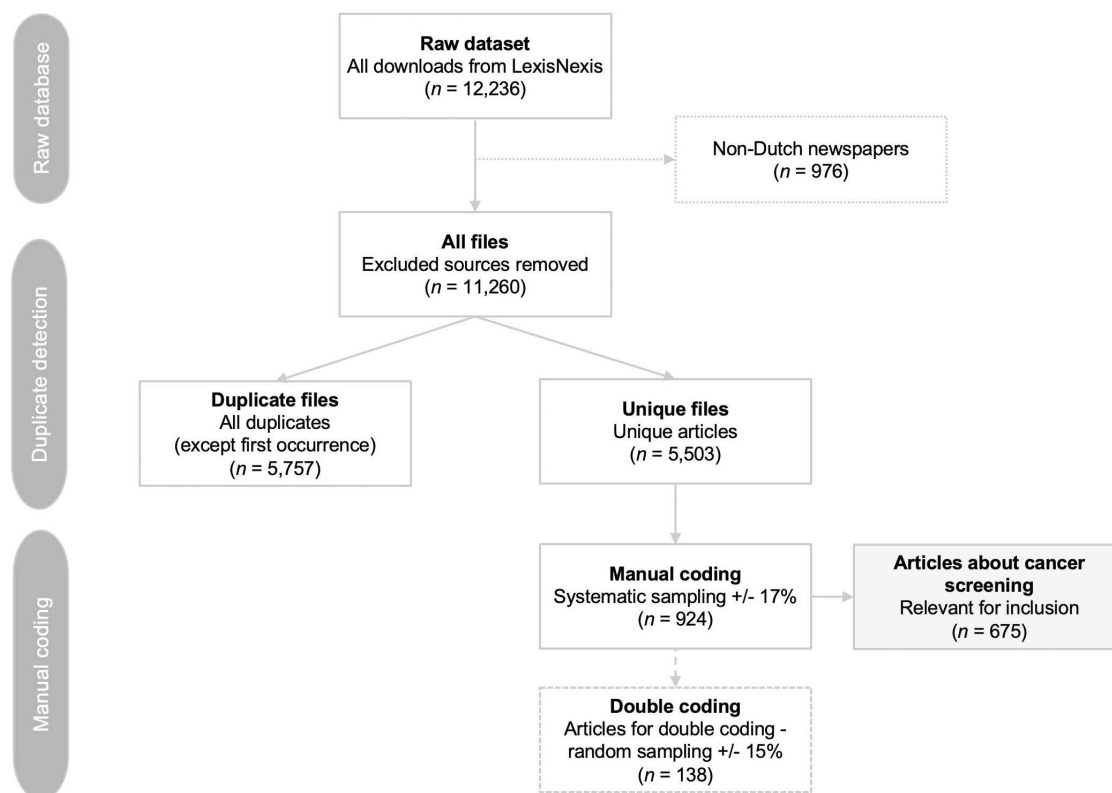 Raw database
Raw dataset
All downloads from LexisNexis
(n = 12,236)
Non-Dutch newspapers
(n = 976)
Duplicate detection
All files
Excluded sources removed
(n = 11,260)
Duplicate files
All duplicates
(except first occurrence)
(n = 5,757)
Unique files
Unique articles
(n = 5,503)
Manual coding
Manual coding
Systematic sampling +/- 17%
(n = 924)
Articles about cancer
screening
Relevant for inclusion
(n = 675)
Double coding
Articles for double coding -
random sampling +/- 15%
(n = 138)